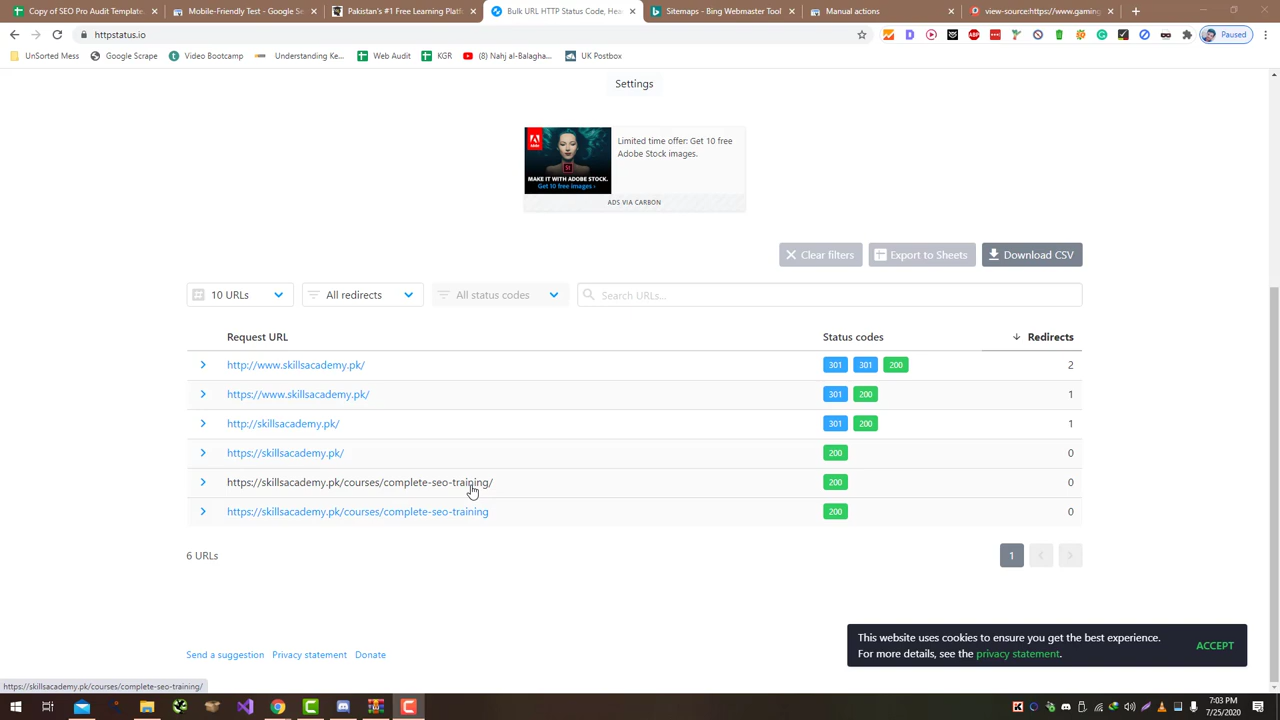 Copy of SEO Pro Audit Template
Mobile-Friendly Test - Google Se
Pakistan's #1 Free Learning Platf
Bulk URL HTTP Status Code, Hea
Sitemaps - Bing Webmaster Tool
Manual actions
view-source:https://www.gaming
httpstatus.io
Paused
UnSorted Mess
Google Scrape
Video Bootcamp
Understanding Ke...
Web Audit
KGR
(8) Nahj al-Balagha...
UK Postbox
Settings
MAKE IT WITH ADOBE STOCK.
Get 10 free images ›
Limited time offer: Get 10 free
Adobe Stock images.
ADS VIA CARBON
Clear filters
Export to Sheets
Download CSV
10 URLs
All redirects
All status codes
Search URLs...
Request URL Status codes Redirects
http://www.skillsacademy.pk/ 301 301 200 2
https://www.skillsacademy.pk/ 301 200 1
http://skillsacademy.pk/ 301 200 1
https://skillsacademy.pk/ 200 0
https://skillsacademy.pk/courses/complete-seo-training/ 200 0
https://skillsacademy.pk/courses/complete-seo-training 200 0
6 URLs
1
This website uses cookies to ensure you get the best experience.
For more details, see the privacy statement.
ACCEPT
Send a suggestion Privacy statement Donate
https://skillsacademy.pk/courses/complete-seo-training/
7:03 PM
7/25/2020